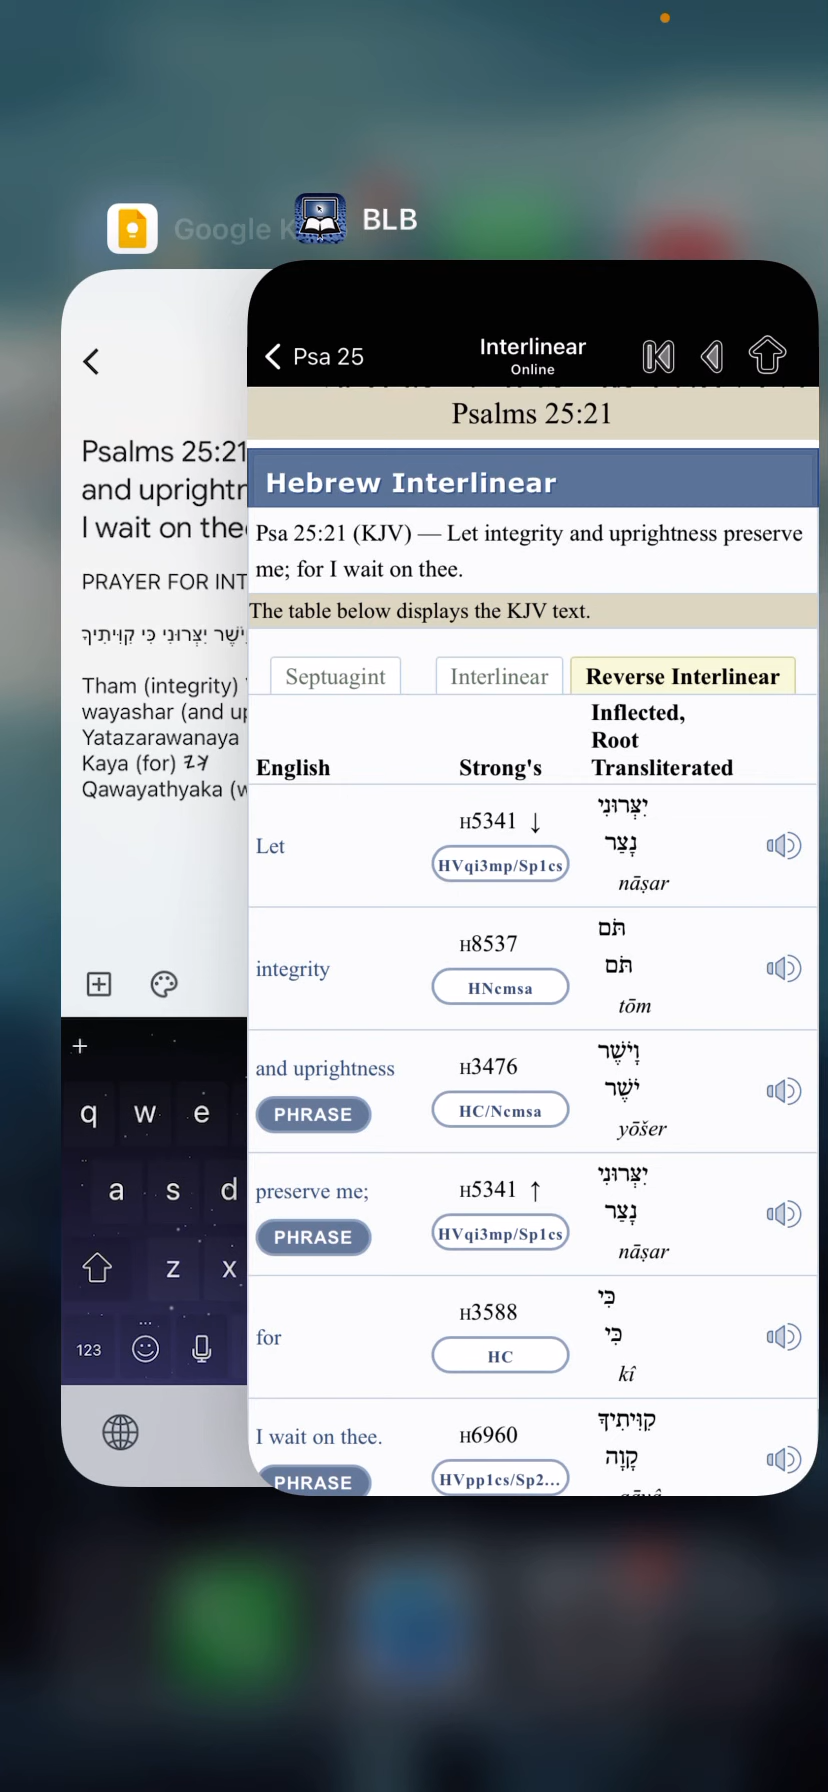 Google K
BLB
Psalms 25:21
and uprightn
I wait on the
PRAYER FOR INT
יֹשֶׁר יִצְּרוּנִי כִּי קִוִּיתִיךָ
Tham (integrity)
wayashar (and up
Yatazarawanaya
Kaya (for)
Qawayathyaka (w
+
q w e
a s d
z x
123
Psa 25
Interlinear
Online
Psalms 25:21
Hebrew Interlinear
Psa 25:21 (KJV) — Let integrity and uprightness preserve
me; for I wait on thee.
The table below displays the KJV text.
Septuagint Interlinear Reverse Interlinear
English Strong's Inflected,
Root
Transliterated
Let
H5341 ↓
HVqi3mp/Sp1cs
יִצְּרוּנִי
נָצַר
nāṣar
integrity
H8537
HNcmsa
תֹּם
תֹּם
tōm
and uprightness
PHRASE
H3476
HC/Ncmsa
וָיֹשֶׁר
יֹשֶׁר
yōšer
preserve me;
PHRASE
H5341 ↑
HVqi3mp/Sp1cs
יִצְּרוּנִי
נָצַר
nāṣar
for
H3588
HC
כִּי
כִּי
kî
I wait on thee.
PHRASE
H6960
HVpp1cs/Sp2...
קִוִּיתִיךָ
קָוָה